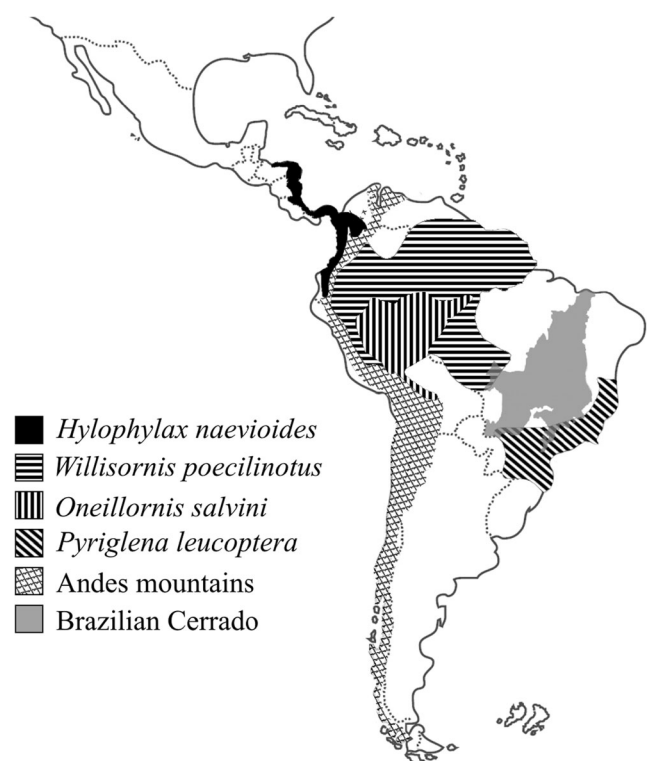 Hylophylax naevioides
Willisornis poecilinotus
Oneillornis salvini
Pyriglena leucoptera
Andes mountains
Brazilian Cerrado